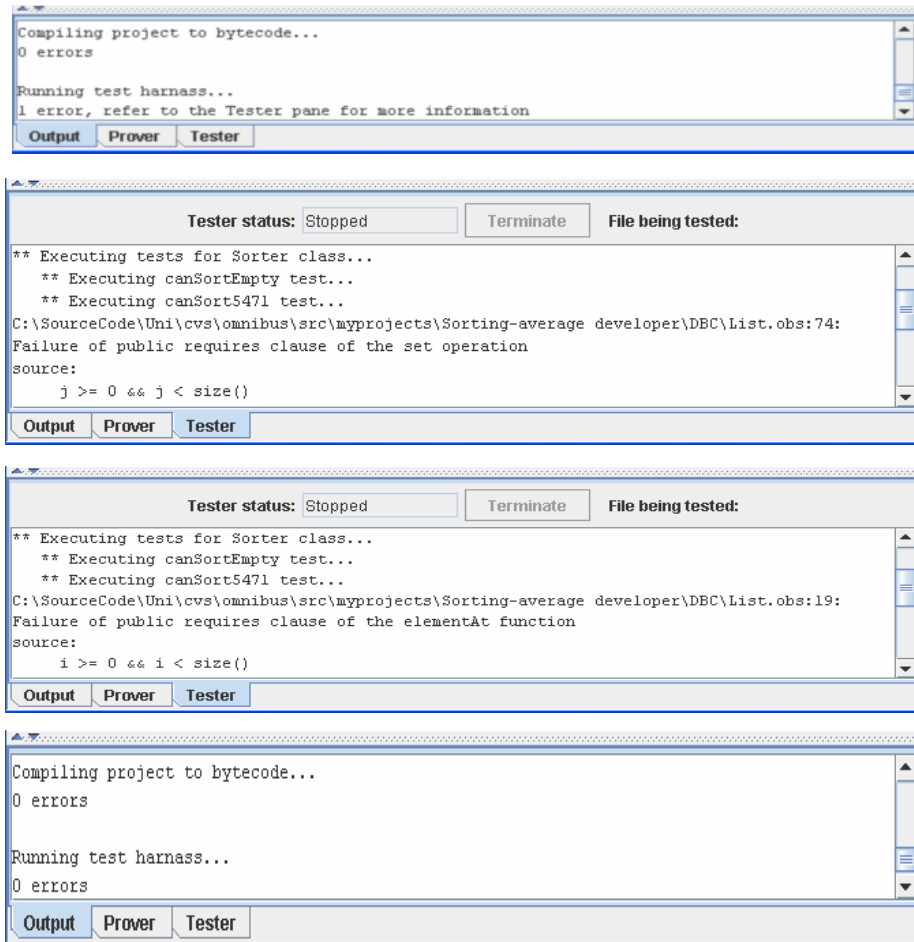 Compiling project to bytecode...
0 errors
Running test harnass...
1 error, refer to the Tester pane for more information
Output Prover Tester
Tester status: Stopped Terminate File being tested:
** Executing tests for Sorter class...
** Executing canSortEmpty test...
** Executing canSort5471 test...
C:\SourceCode\Uni\cvs\omnibus\src\myprojects\Sorting-average developer\DBC\List.obs:74:
Failure of public requires clause of the set operation
source:
j >= 0 && j < size()
Output Prover Tester
Tester status: Stopped Terminate File being tested:
** Executing tests for Sorter class...
** Executing canSortEmpty test...
** Executing canSort5471 test...
C:\SourceCode\Uni\cvs\omnibus\src\myprojects\Sorting-average developer\DBC\List.obs:19:
Failure of public requires clause of the elementAt function
source:
i >= 0 && i < size()
Output Prover Tester
Compiling project to bytecode...
0 errors
Running test harnass...
0 errors
Output Prover Tester